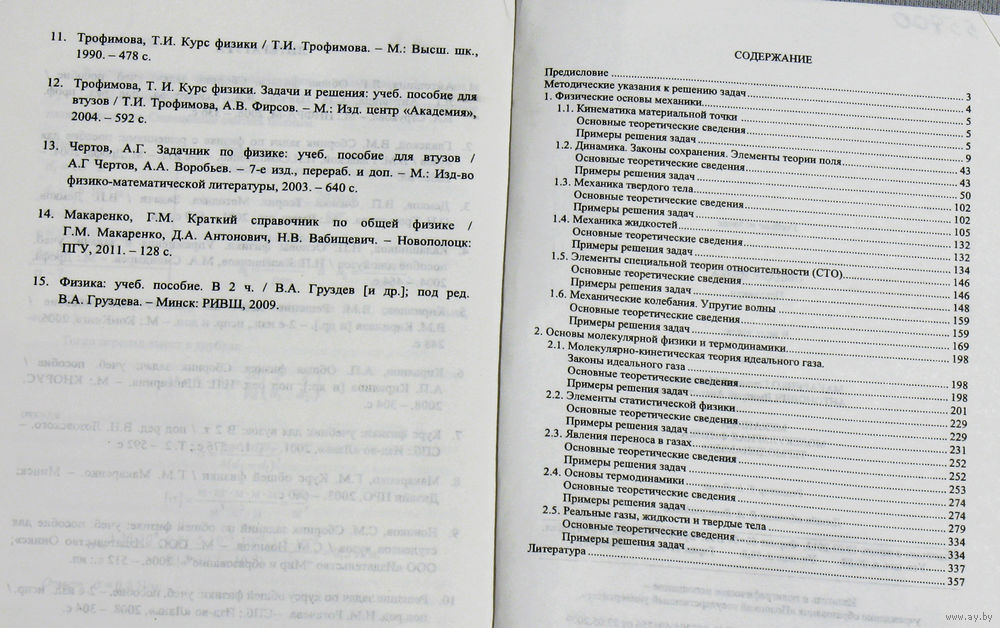 11. Трофимова, Т.И. Курс физики / Т.И. Трофимова. – М.: Высш. шк.,
1990. – 478 с.
12. Трофимова, Т. И. Курс физики. Задачи и решения: учеб. пособие для
втузов / Т.И. Трофимова, А.В. Фирсов. – М.: Изд. центр «Академия»,
2004. – 592 с.
13. Чертов, А.Г. Задачник по физике: учеб. пособие для втузов /
А.Г Чертов, А.А. Воробьев. – 7-е изд., перераб. и доп. – М.: Изд-во
физико-математической литературы, 2003. – 640 с.
14. Макаренко, Г.М. Краткий справочник по общей физике /
Г.М. Макаренко, Д.А. Антонович, Н.В. Вабищевич. – Новополоцк:
ПГУ, 2011. – 128 с.
15. Физика: учеб. пособие. В 2 ч. / В.А. Груздев [и др.]; под ред.
В.А. Груздева. – Минск: РИВШ, 2009.
СОДЕРЖАНИЕ
Предисловие 3
Методические указания к решению задач 4
1. Физические основы механики 5
1.1. Кинематика материальной точки 5
Основные теоретические сведения 5
Примеры решения задач 9
1.2. Динамика. Законы сохранения. Элементы теории поля 43
Основные теоретические сведения 43
Примеры решения задач 50
1.3. Механика твердого тела 102
Основные теоретические сведения 102
Примеры решения задач 105
1.4. Механика жидкостей 132
Основные теоретические сведения 132
Примеры решения задач 134
1.5. Элементы специальной теории относительности (СТО) 146
Основные теоретические сведения 146
Примеры решения задач 148
1.6. Механические колебания. Упругие волны 159
Основные теоретические сведения 159
Примеры решения задач 169
2. Основы молекулярной физики и термодинамики 198
2.1. Молекулярно-кинетическая теория идеального газа.
Законы идеального газа 198
Основные теоретические сведения 198
Примеры решения задач 201
2.2. Элементы статистической физики 229
Основные теоретические сведения 229
Примеры решения задач 231
2.3. Явления переноса в газах 252
Основные теоретические сведения 252
Примеры решения задач 253
2.4. Основы термодинамики 274
Основные теоретические сведения 274
Примеры решения задач 279
2.5. Реальные газы, жидкости и твердые тела 334
Основные теоретические сведения 334
Примеры решения задач 337
Литература 357
www.ay.by